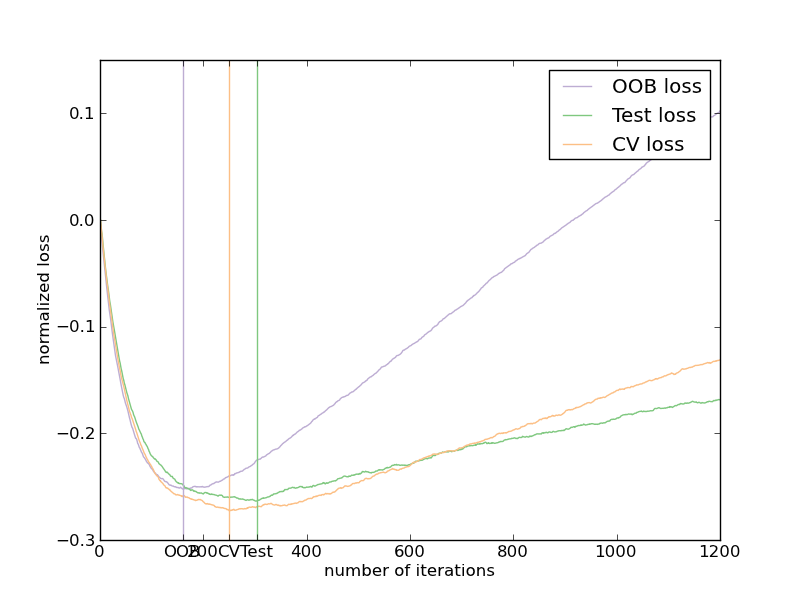 OOB loss
Test loss
CV loss
0.1
0.0
−0.1
−0.2
−0.3
normalized loss
0 OOB 200 CV Test 400 600 800 1000 1200
number of iterations